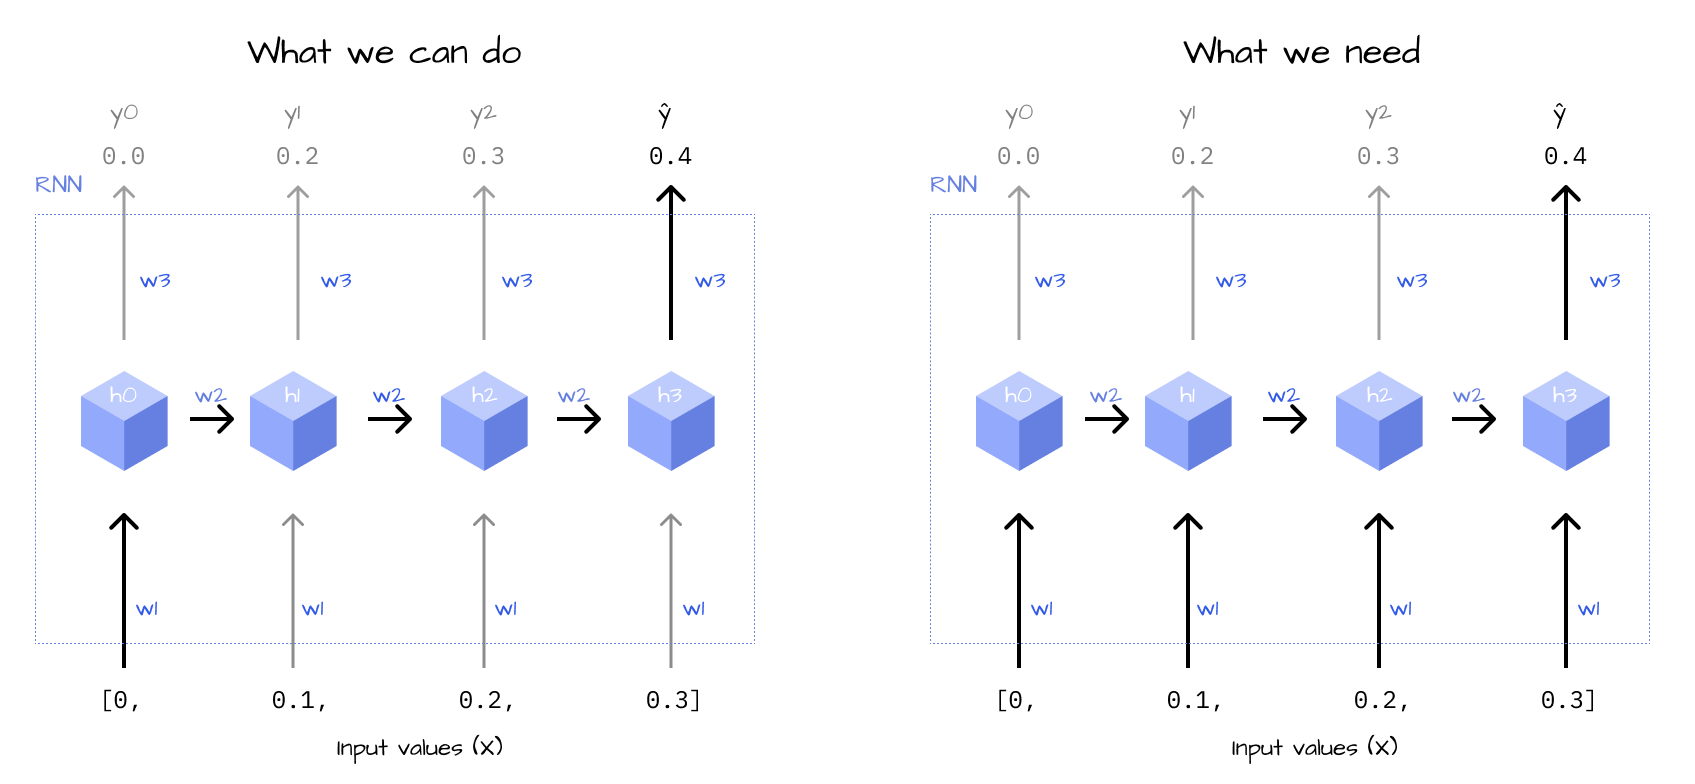 What we can do
y0 y1 y2 ŷ
0.0 0.2 0.3 0.4
RNN
w3 w3 w3 w3
h0 w2 h1 w2 h2 w2 h3
w1 w1 w1 w1
[0, 0.1, 0.2, 0.3]
Input values (X)
What we need
y0 y1 y2 ŷ
0.0 0.2 0.3 0.4
RNN
w3 w3 w3 w3
h0 w2 h1 w2 h2 w2 h3
w1 w1 w1 w1
[0, 0.1, 0.2, 0.3]
Input values (X)